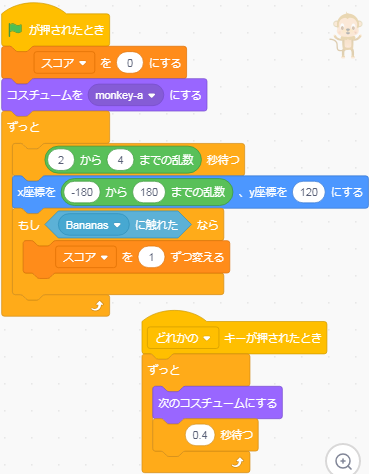 が押されたとき
スコア を 0 にする
コスチュームを monkey-a にする
ずっと
2 から 4 までの乱数 秒待つ
x座標を -180 から 180 までの乱数 、y座標を 120 にする
もし Bananas に触れた なら
スコア を 1 ずつ変える
どれかの キーが押されたとき
ずっと
次のコスチュームにする
0.4 秒待つ